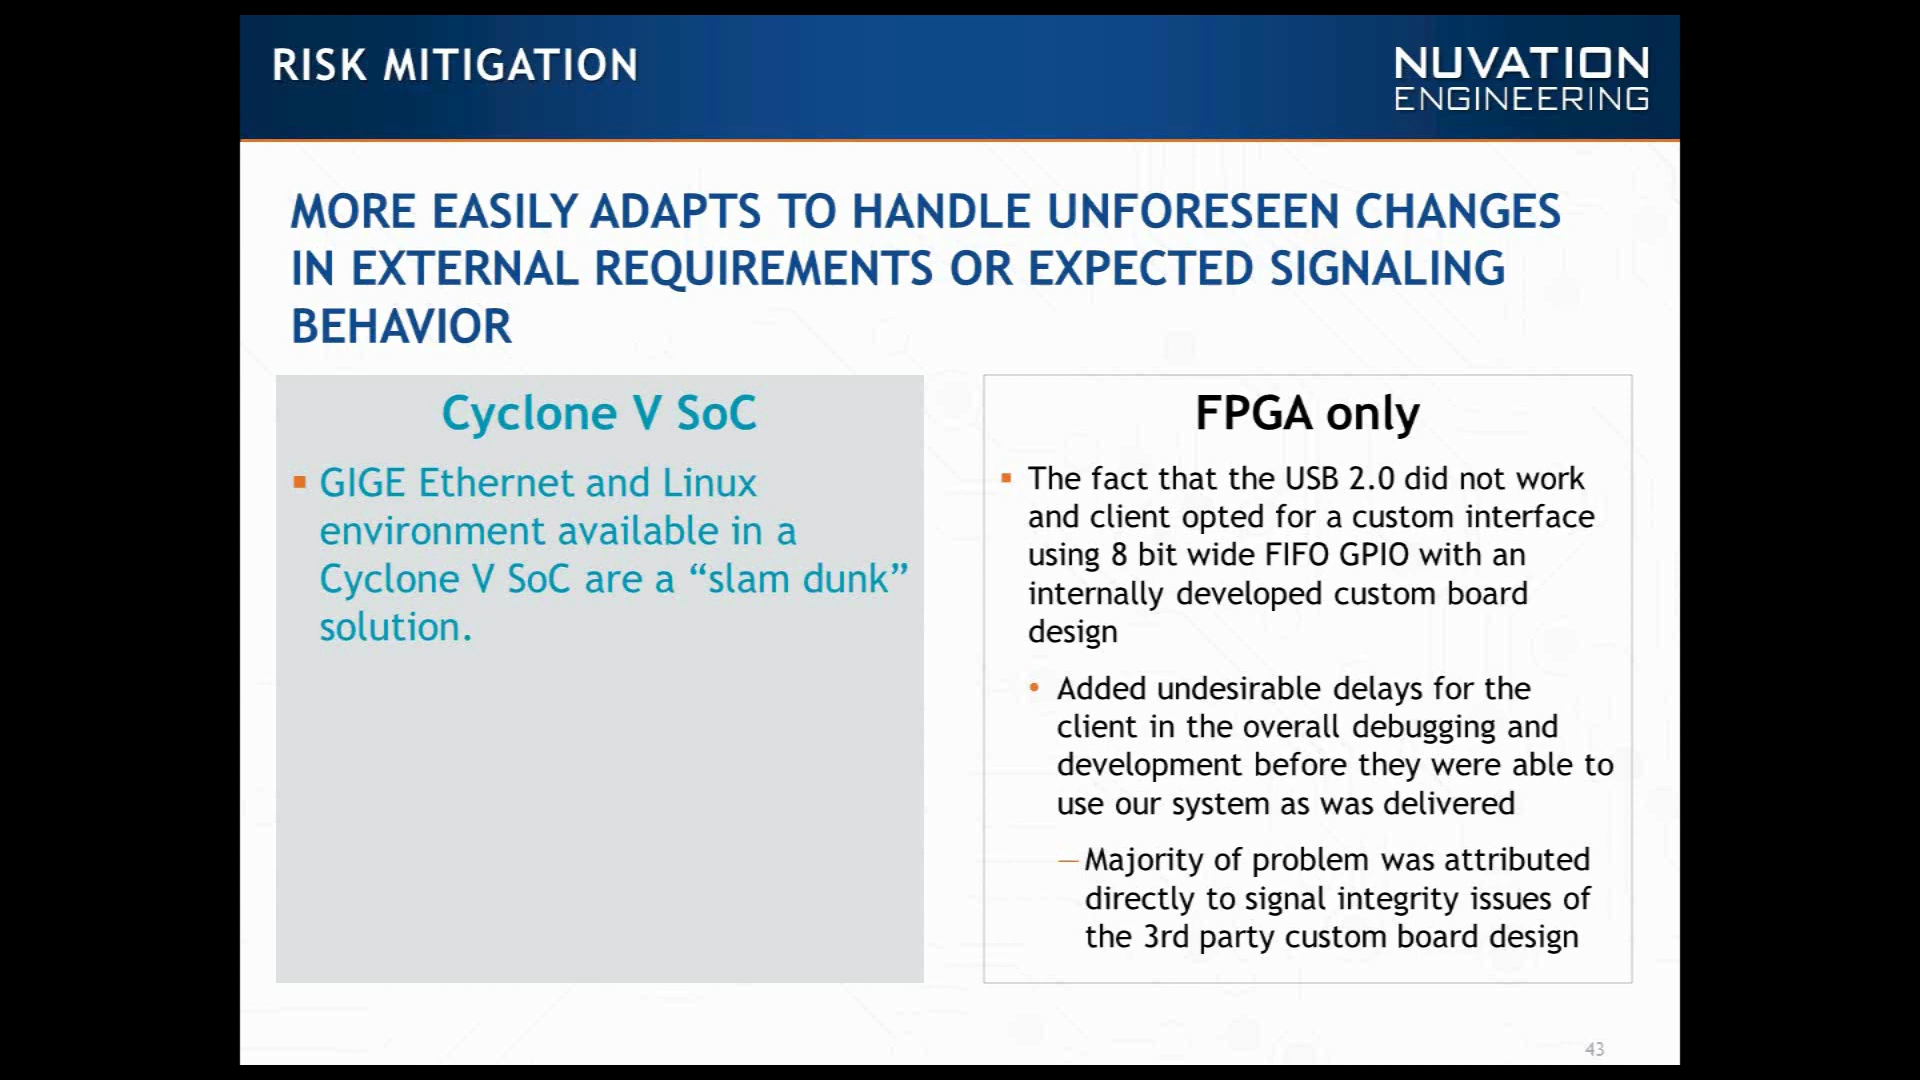 RISK MITIGATION
NUVATION
ENGINEERING
MORE EASILY ADAPTS TO HANDLE UNFORESEEN CHANGES
IN EXTERNAL REQUIREMENTS OR EXPECTED SIGNALING
BEHAVIOR
Cyclone V SoC
▪ GIGE Ethernet and Linux
environment available in a
Cyclone V SoC are a “slam dunk”
solution.
FPGA only
▪ The fact that the USB 2.0 did not work
and client opted for a custom interface
using 8 bit wide FIFO GPIO with an
internally developed custom board
design
• Added undesirable delays for the
client in the overall debugging and
development before they were able to
use our system as was delivered
— Majority of problem was attributed
directly to signal integrity issues of
the 3rd party custom board design
43